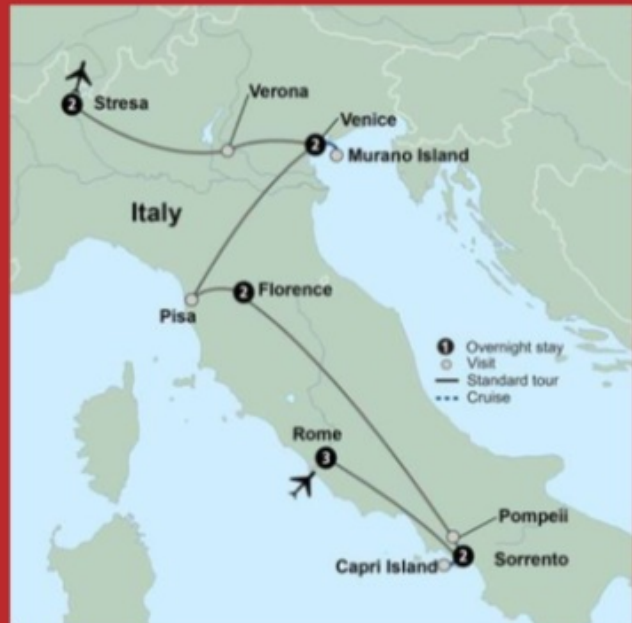 2 Stresa
Verona
Venice
2
Murano Island
Italy
2 Florence
Pisa
1 Overnight stay
Visit
Standard tour
Cruise
Rome
3
Pompeii
Capri Island 2 Sorrento